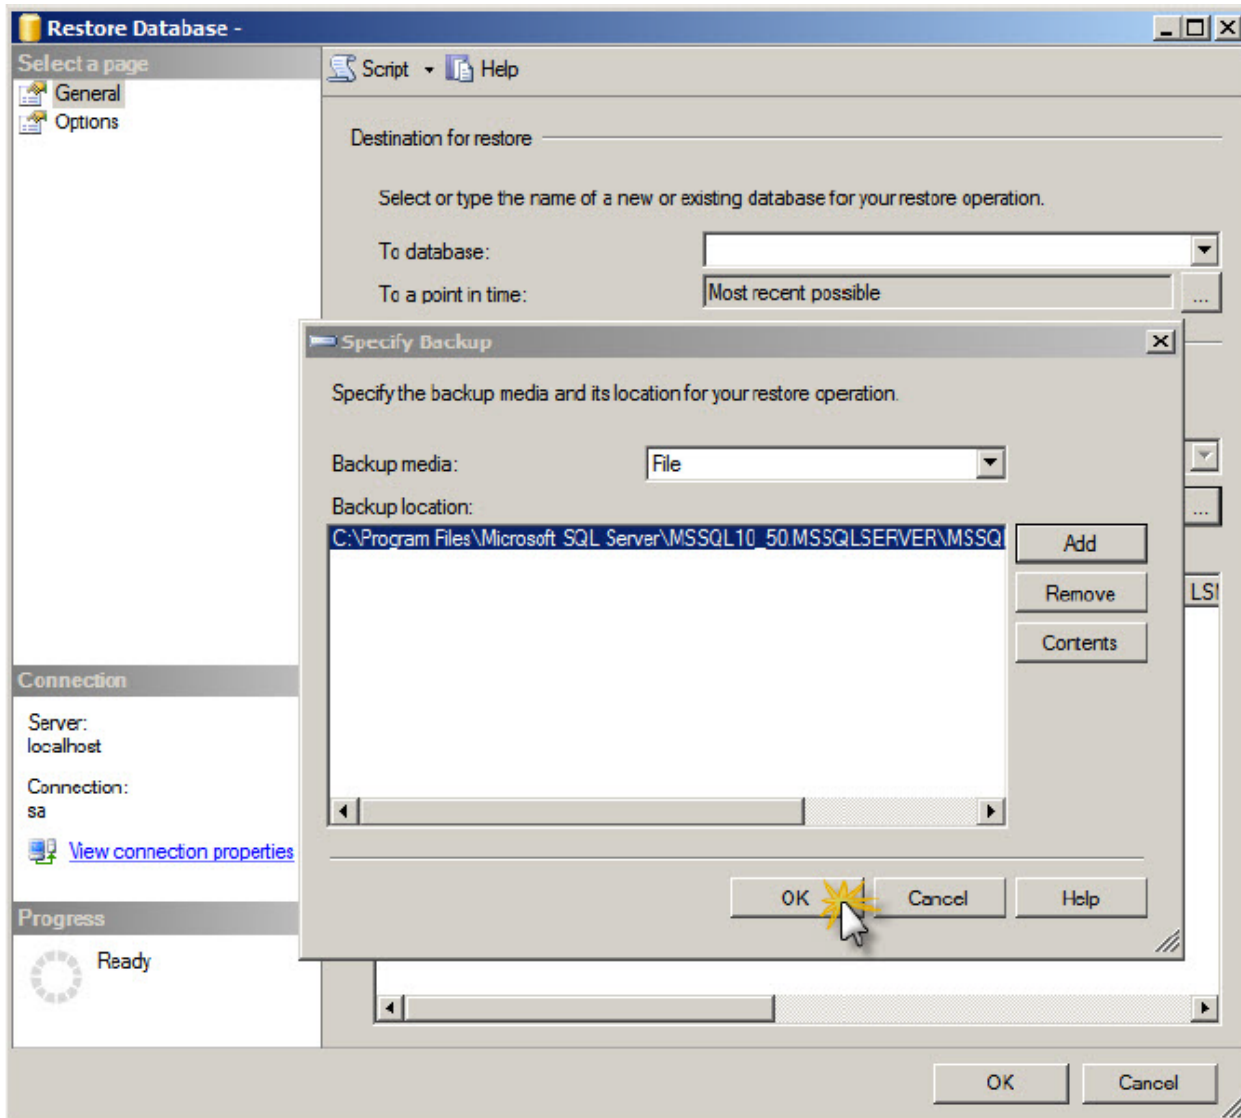 Restore Database -
Select a page
General
Options
Script
Help
Destination for restore
Select or type the name of a new or existing database for your restore operation.
To database:
To a point in time:
Most recent possible
...
Specify Backup
Specify the backup media and its location for your restore operation.
Backup media:
File
Backup location:
C:\Program Files\Microsoft SQL Server\MSSQL10_50.MSSQLSERVER\MSSQ
Add
Remove
Contents
...
Connection
Server:
localhost
Connection:
sa
View connection properties
OK
Cancel
Help
Progress
Ready
OK
Cancel